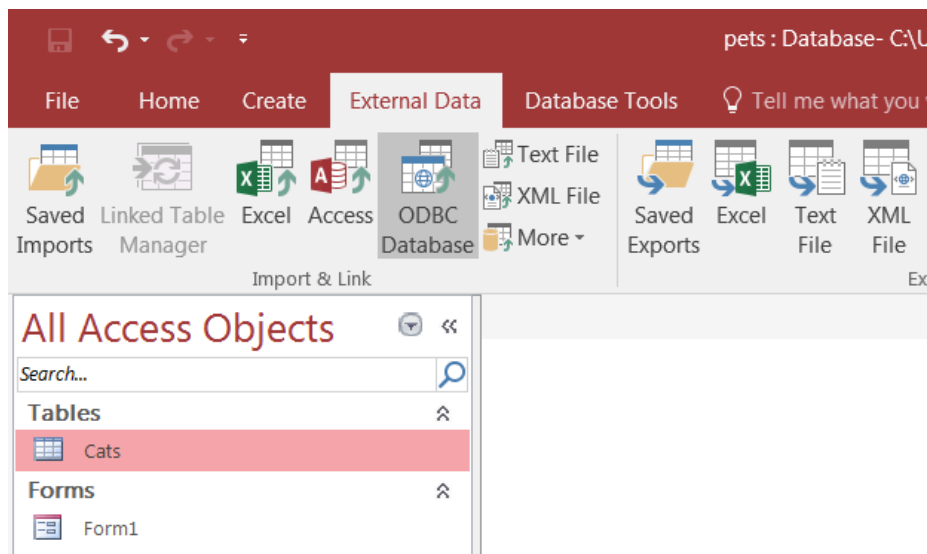 pets : Database- C:\U
File Home Create External Data Database Tools Tell me what you
Text File
XML File
More
Saved Imports
Linked Table Manager
Excel
Access
ODBC Database
Saved Exports
Excel
Text File
XML File
Import & Link
Ex
All Access Objects
Search...
Tables
Cats
Forms
Form1